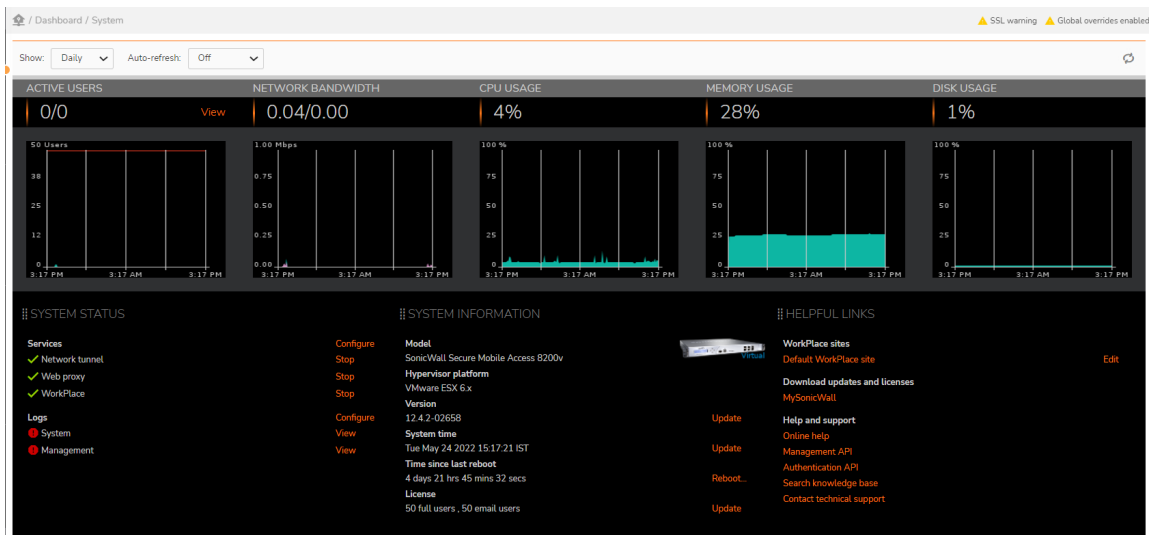 / Dashboard / System
SSL warning Global overrides enabled
Show: Daily Auto-refresh: Off
ACTIVE USERS NETWORK BANDWIDTH CPU USAGE MEMORY USAGE DISK USAGE
0/0 View 0.04/0.00 4% 28% 1%
50 Users
38
25
12
0
3:17 PM 3:17 AM 3:17 PM
1.00 Mbps
0.75
0.50
0.25
0.00
3:17 PM 3:17 AM 3:17 PM
100 %
75
50
25
0
3:17 PM 3:17 AM 3:17 PM
100 %
75
50
25
0
3:17 PM 3:17 AM 3:17 PM
100 %
75
50
25
0
3:17 PM 3:17 AM 3:17 PM
SYSTEM STATUS
Services Configure
Network tunnel Stop
Web proxy Stop
WorkPlace Stop
Logs Configure
System View
Management View
SYSTEM INFORMATION
Model
SonicWall Secure Mobile Access 8200v
Virtual
Hypervisor platform
VMware ESX 6.x
Version
12.4.2-02658 Update
System time
Tue May 24 2022 15:17:21 IST Update
Time since last reboot
4 days 21 hrs 45 mins 32 secs Reboot...
License
50 full users , 50 email users Update
HELPFUL LINKS
WorkPlace sites
Default WorkPlace site Edit
Download updates and licenses
MySonicWall
Help and support
Online help
Management API
Authentication API
Search knowledge base
Contact technical support